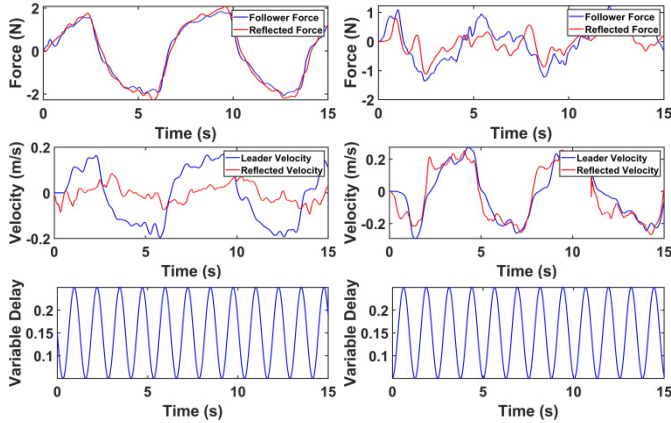 Force (N)
2
0
-2
Follower Force
Reflected Force
0 5 10 15
Time (s)
Force (N)
1
0
-1
-2
Follower Force
Reflected Force
0 5 10 15
Time (s)
Velocity (m/s)
0.2
0
-0.2
Leader Velocity
Reflected Velocity
0 5 10 15
Time (s)
Velocity (m/s)
0.2
0
-0.2
Leader Velocity
Reflected Velocity
0 5 10 15
Time (s)
Variable Delay
0.2
0.15
0.1
0 5 10 15
Time (s)
Variable Delay
0.2
0.15
0.1
0 5 10 15
Time (s)